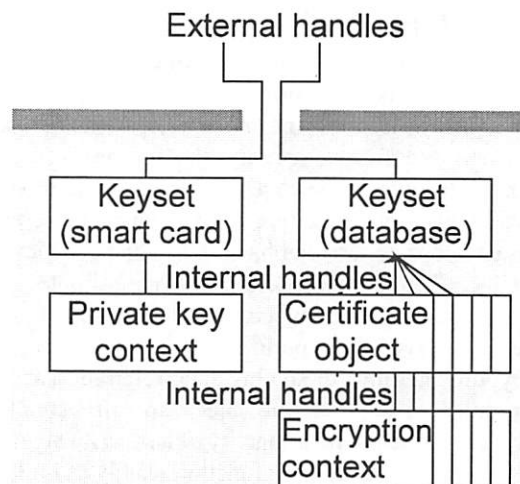 External handles
Keyset
(smart card)
Keyset
(database)
Internal handles
Private key
context
Certificate
object
Internal handles
Encryption
context